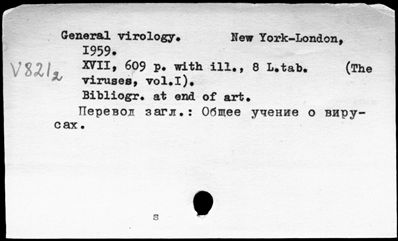 General virology. New York-London,
1959.
XVII, 609 p. with ill., 8 L.tab. (The
viruses, vol.I).
Bibliogr. at end of art.
Перевод загл.: Общее учение о виру-
сах.
V821/2
s